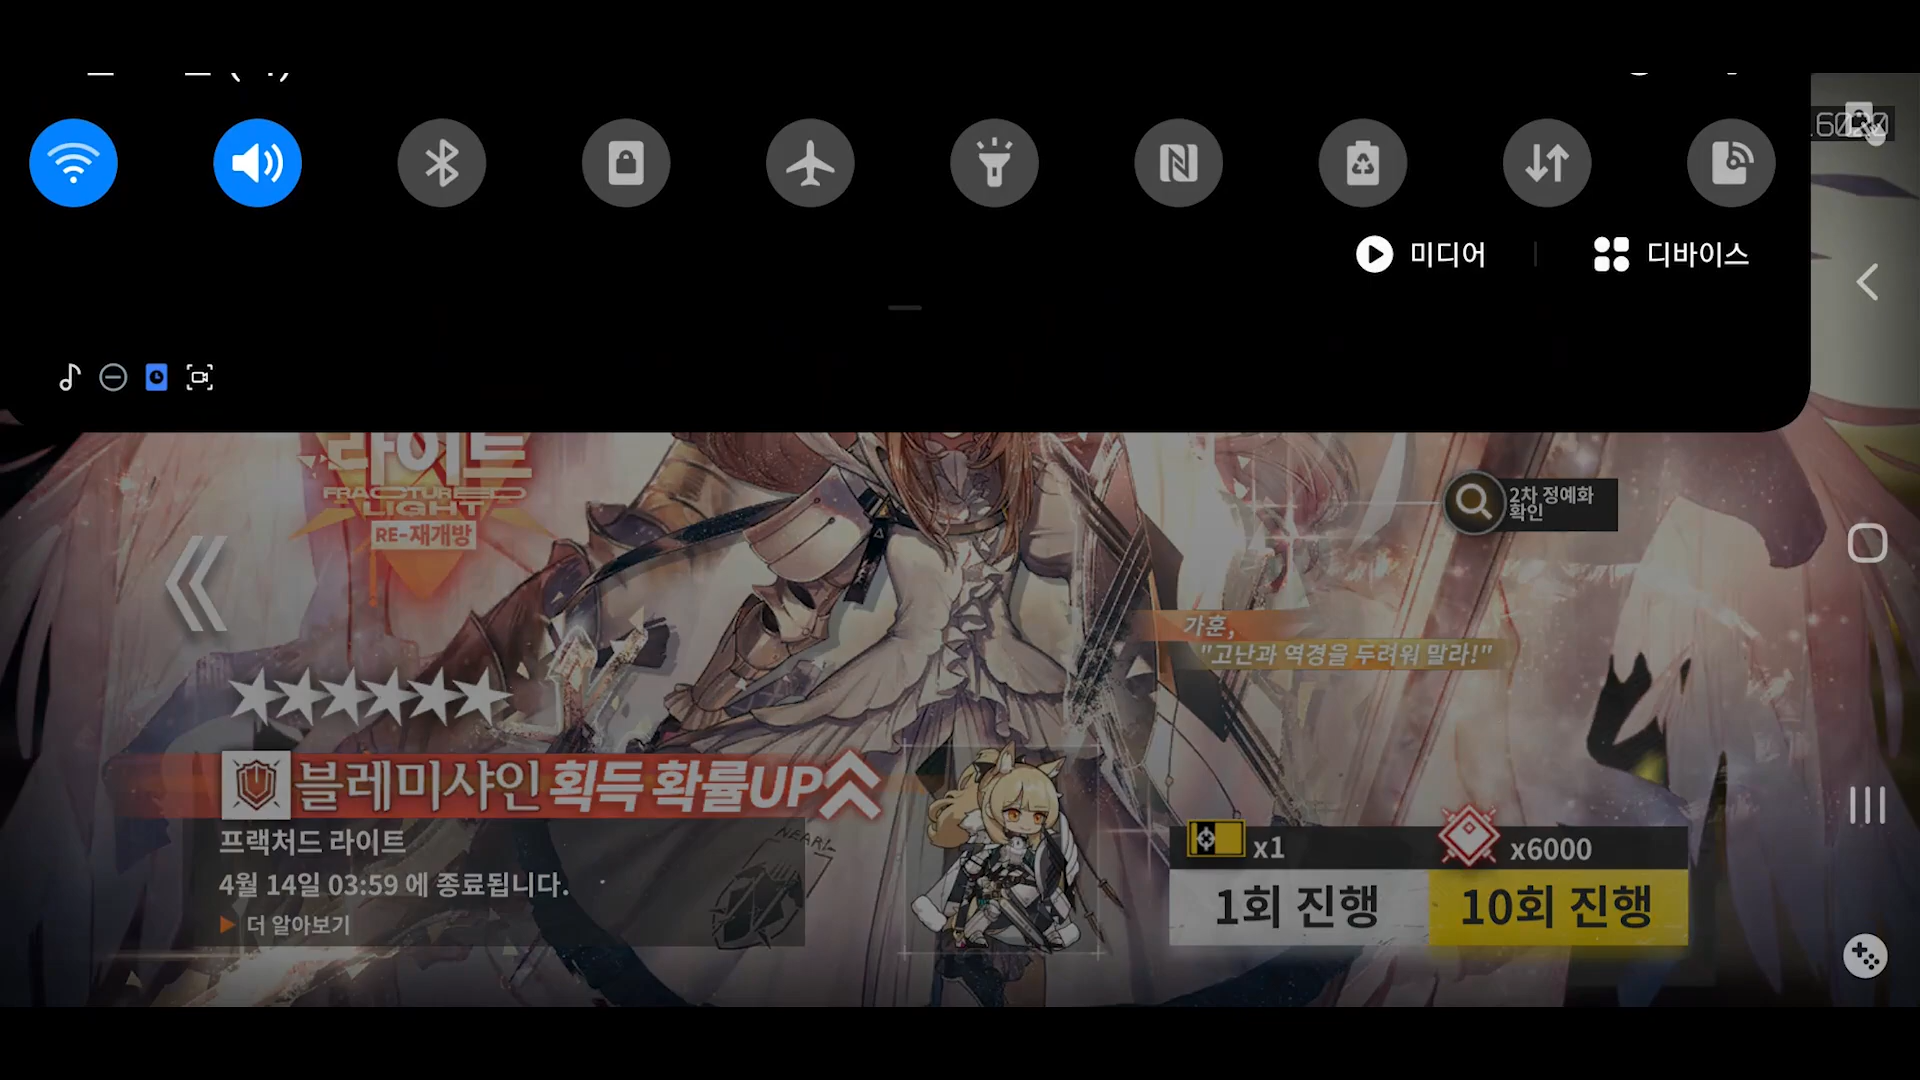 미디어
디바이스
라이트
FRACTURED
LIGHT
RE-재개방
2차 정예화
확인
가훈,
"고난과 역경을 두려워 말라!"
블레미샤인 획득 확률UP
프랙처드 라이트
4월 14일 03:59 에 종료됩니다.
더 알아보기
NEARL
x1
x6000
1회 진행
10회 진행